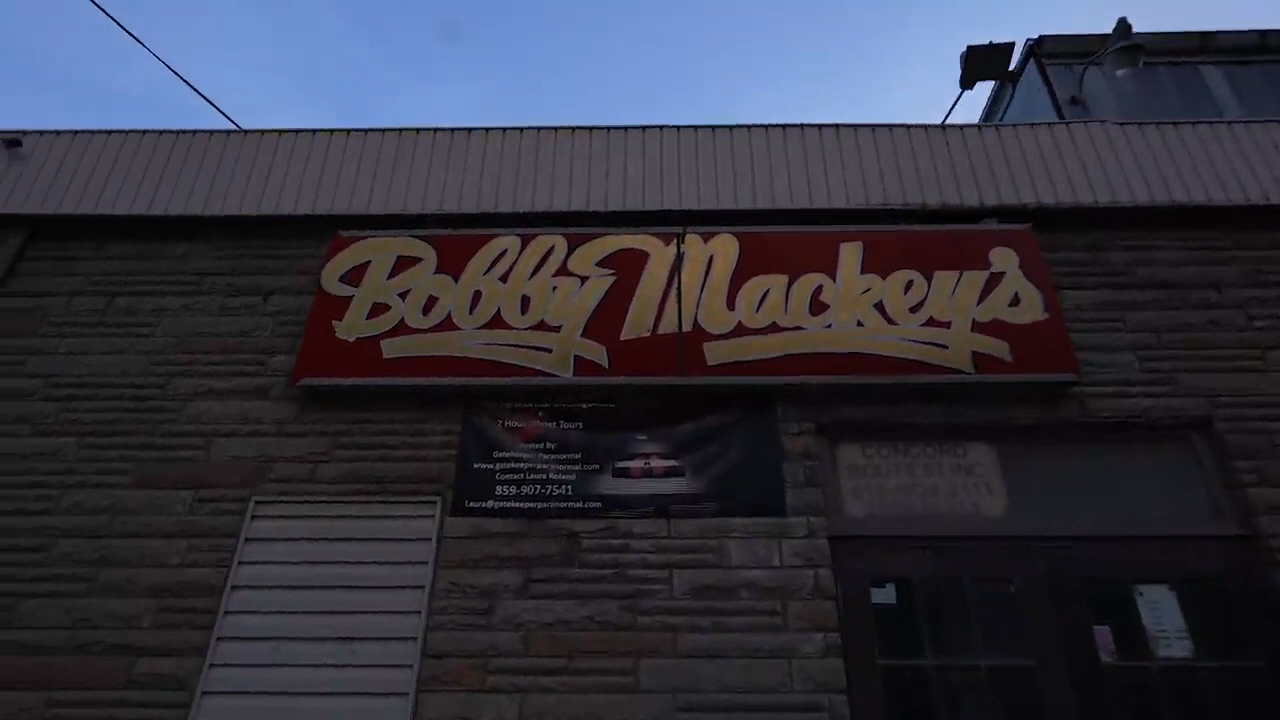 Bobby Mackey's
2 Hour Ghost Tours
Hosted By:
Gatekeeper Paranormal
www.gatekeeperparanormal.com
Contact Laura Roland
859-907-7541
Laura@gatekeeperparanormal.com
CONCORD